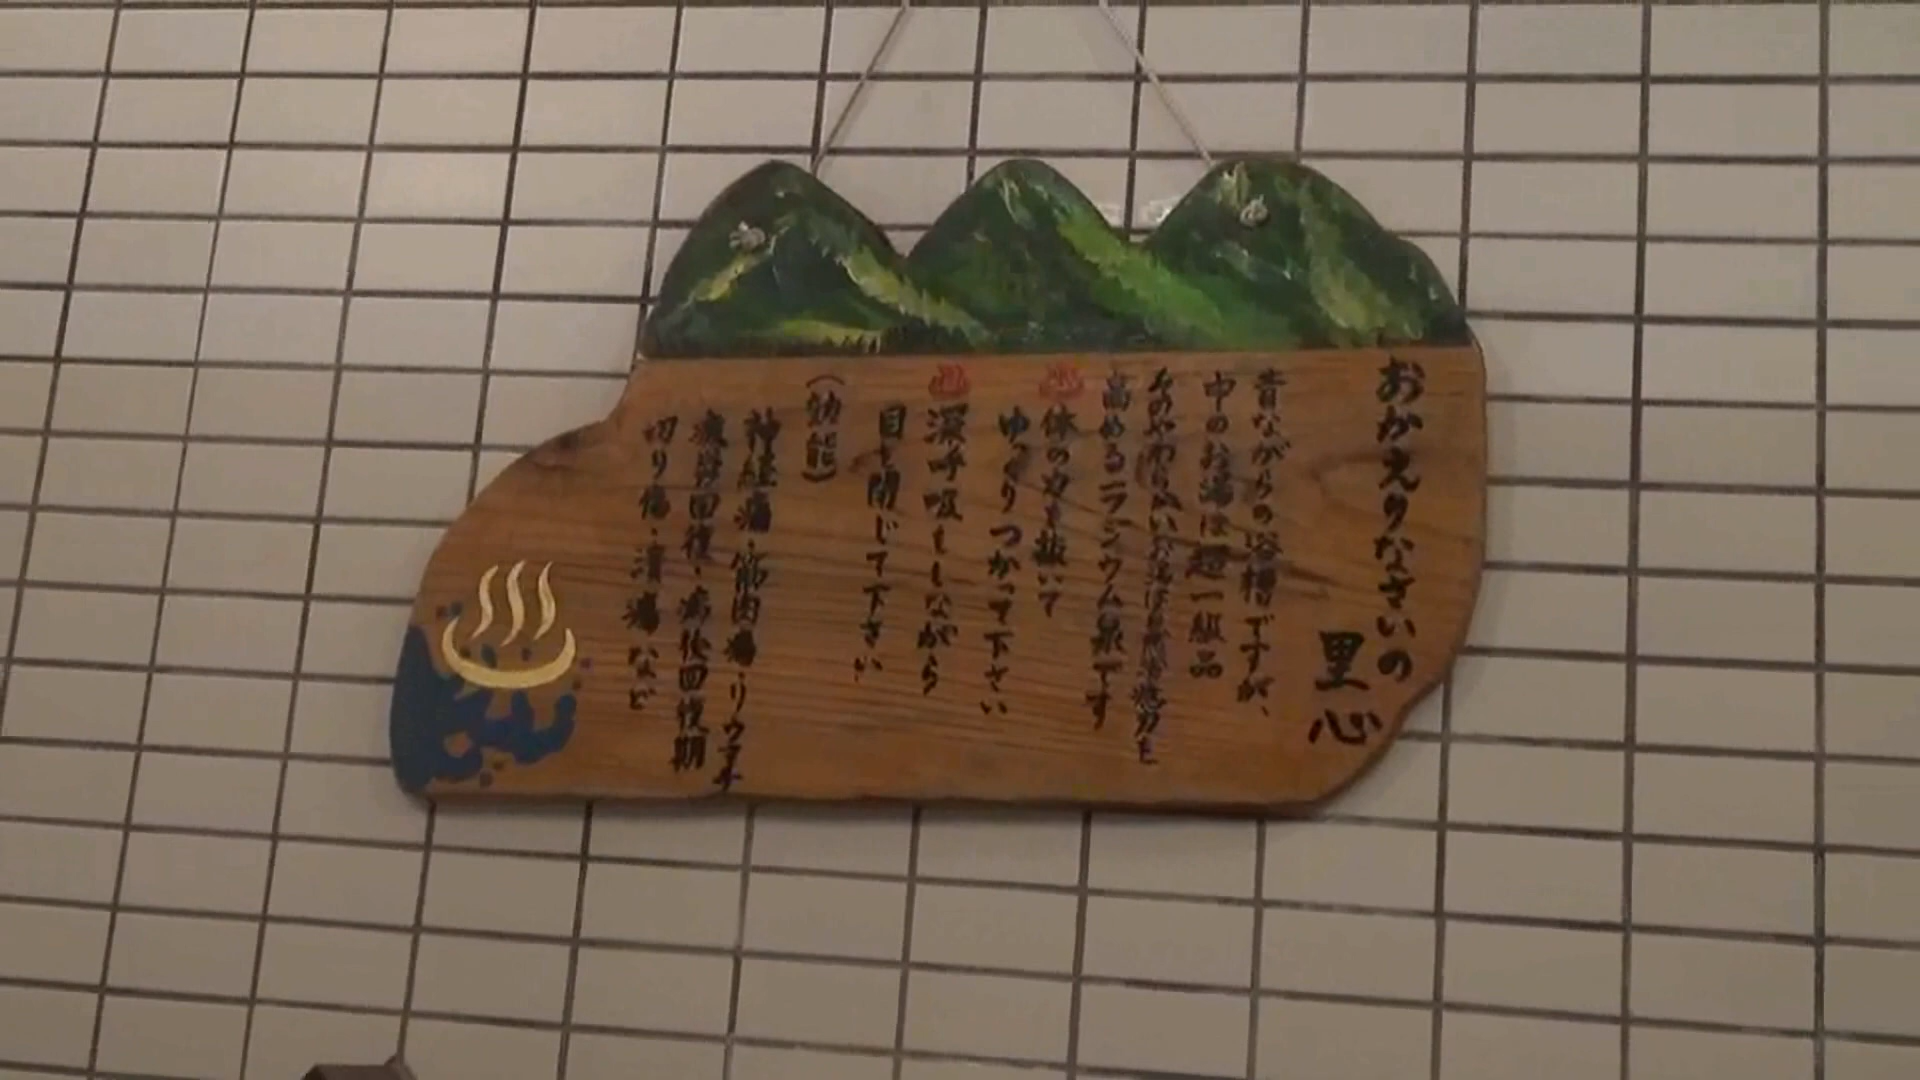 おかえりなさいの
里心
昔ながらの浴槽ですが、
中のお湯は超一級品
このやわらかいお湯は自然治癒力を
高めるラジウム泉です
♨体の力を抜いて
ゆっくりつかって下さい
♨深呼吸をしながら
目を閉じて下さい
(効能)
神経痛・筋肉痛・リウマチ
疲労回復・病後回復期
切り傷・潰瘍など